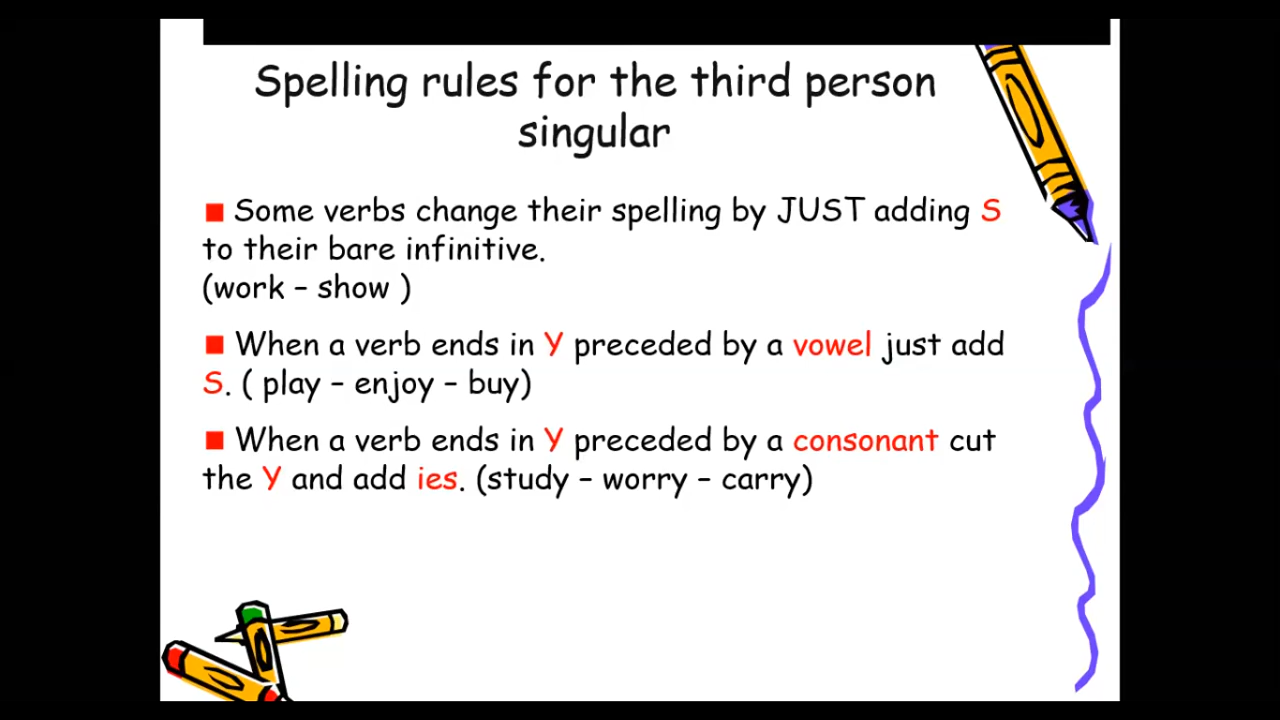 Spelling rules for the third person
singular
Some verbs change their spelling by JUST adding S
to their bare infinitive.
(work – show )
When a verb ends in Y preceded by a vowel just add
S. ( play – enjoy – buy)
When a verb ends in Y preceded by a consonant cut
the Y and add ies. (study – worry – carry)